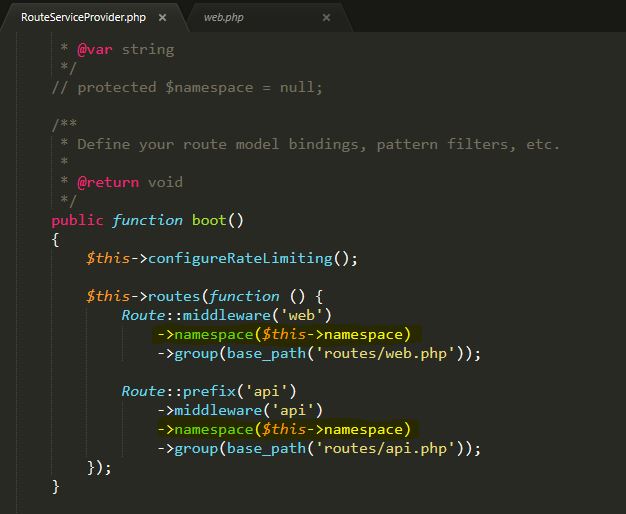 RouteServiceProvider.php × web.php ×
* @var string
*/
// protected $namespace = null;
/**
* Define your route model bindings, pattern filters, etc.
*
* @return void
*/
public function boot()
{
$this->configureRateLimiting();
$this->routes(function () {
Route::middleware('web')
->namespace($this->namespace)
->group(base_path('routes/web.php'));
Route::prefix('api')
->middleware('api')
->namespace($this->namespace)
->group(base_path('routes/api.php'));
});
}